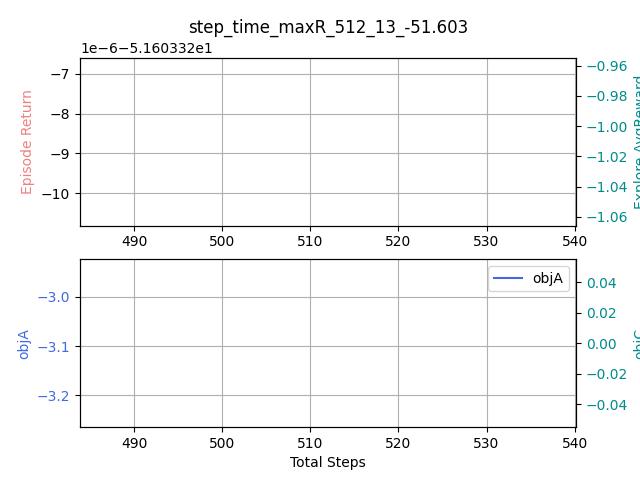 step_time_maxR_512_13_-51.603
1e−6−5.160332e1
−7
−8
−9
−10
Episode Return
−0.96
−0.98
−1.00
−1.02
−1.04
−1.06
Explore AvgReward
490 500 510 520 530 540
objA
−3.0
−3.1
−3.2
objA
0.04
0.02
0.00
−0.02
−0.04
objC
490 500 510 520 530 540
Total Steps